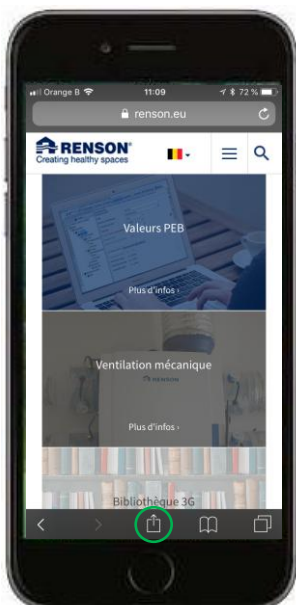 Orange B 11:09 72 %
renson.eu
RENSON®
Creating healthy spaces
Valeurs PEB
Plus d'infos ›
Ventilation mécanique
RENSON
Plus d'infos ›
Bibliothèque 3G